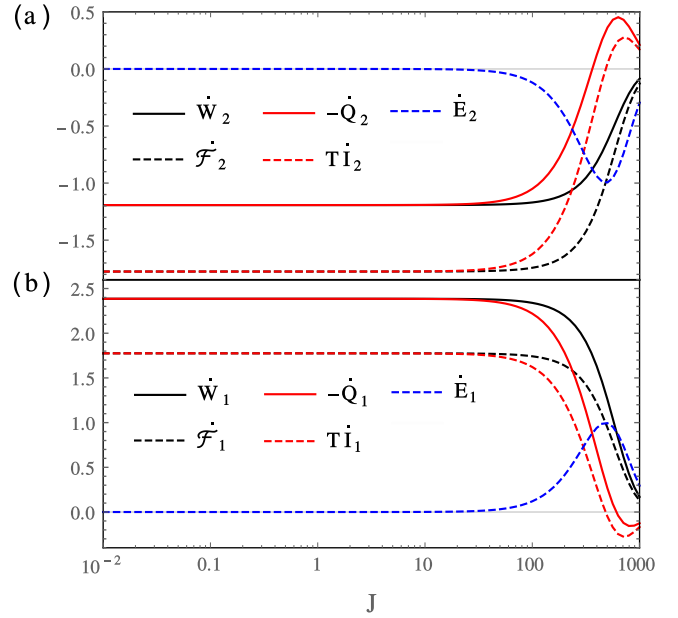 (a)
0.5
0.0
Ẇ₂ -Q̇₂ Ė₂
-0.5
ℱ̇₂ Tİ₂
-1.0
-1.5
(b)
2.5
2.0
1.5
Ẇ₁ -Q̇₁ Ė₁
1.0
ℱ̇₁ Tİ₁
0.5
0.0
10⁻² 0.1 1 10 100 1000
J